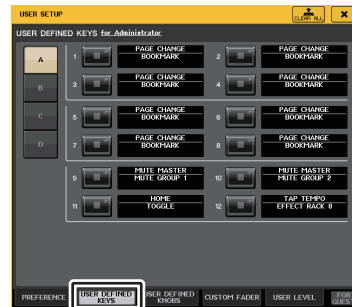 USER SETUP
CLEAR ALL
USER DEFINED KEYS for Administrator
A
B
C
D
1 PAGE CHANGE
BOOKMARK
2 PAGE CHANGE
BOOKMARK
3 PAGE CHANGE
BOOKMARK
4 PAGE CHANGE
BOOKMARK
5 PAGE CHANGE
BOOKMARK
6 PAGE CHANGE
BOOKMARK
7 PAGE CHANGE
BOOKMARK
8 PAGE CHANGE
BOOKMARK
9 MUTE MASTER
MUTE GROUP 1
10 MUTE MASTER
MUTE GROUP 2
11 HOME
TOGGLE
12 TAP TEMPO
EFFECT RACK 8
PREFERENCE
USER DEFINED
KEYS
USER DEFINED
KNOBS
CUSTOM FADER
USER LEVEL
FOR
GUEST